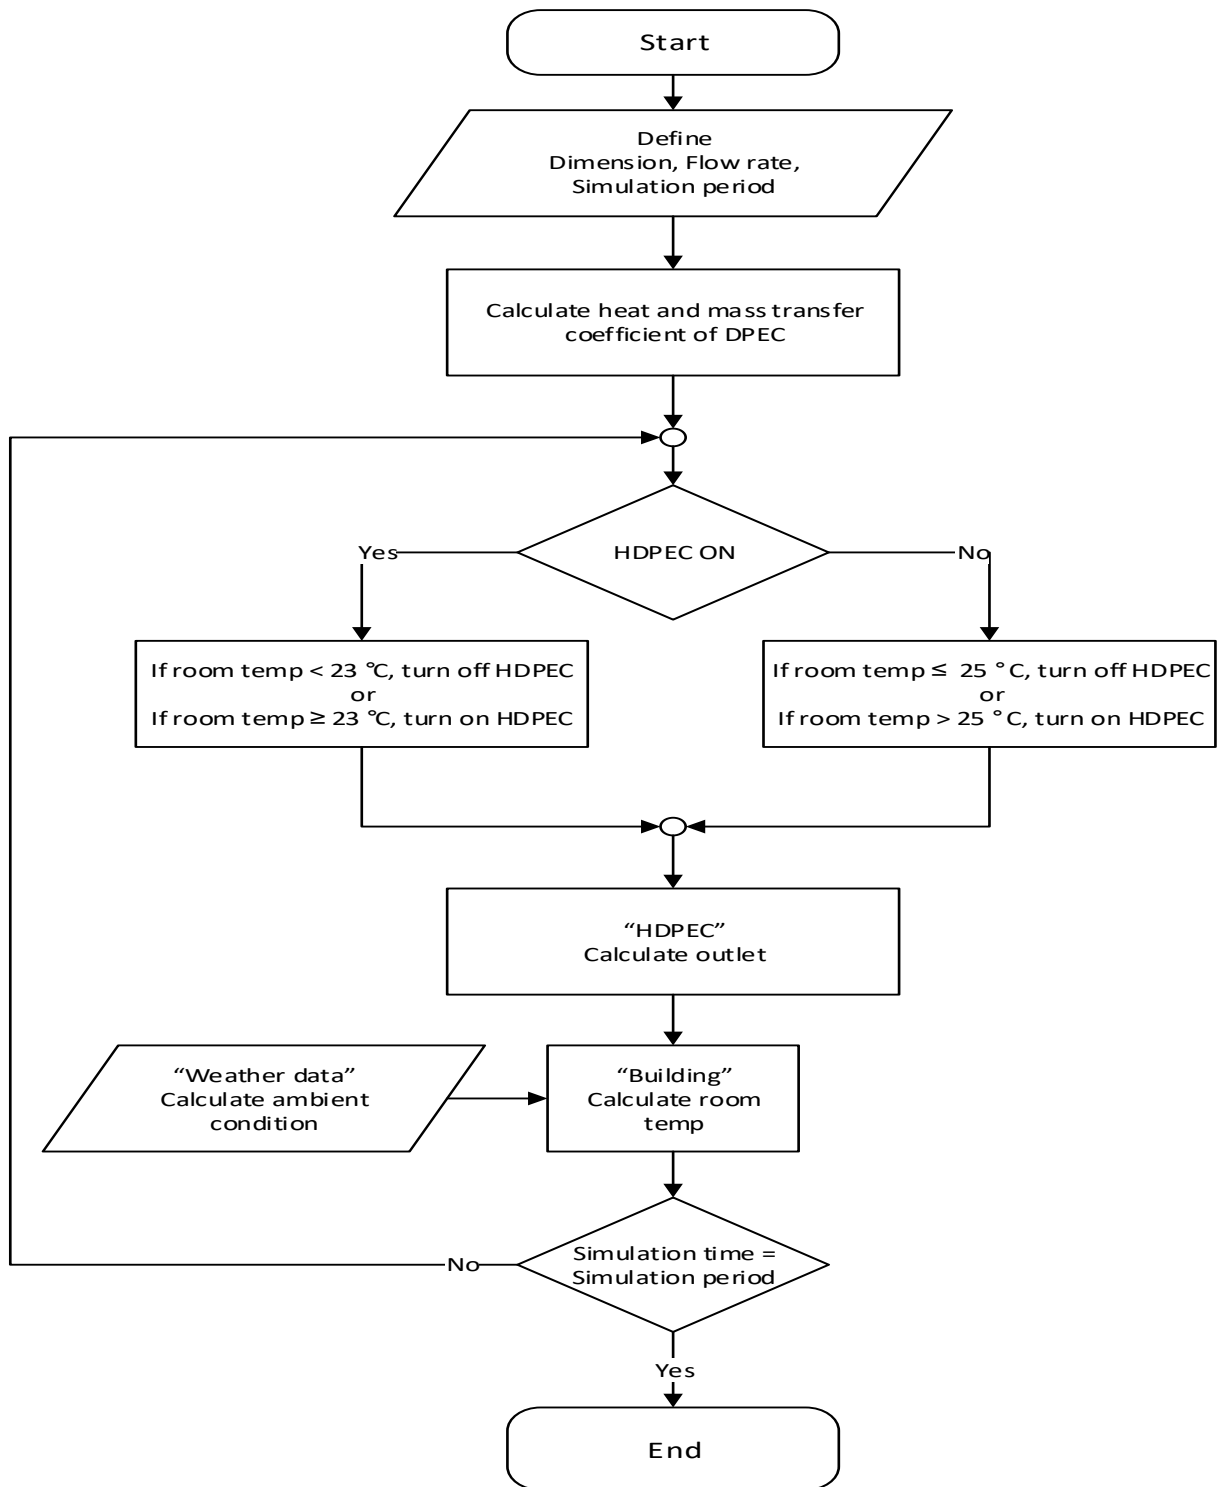 Start
Define
Dimension, Flow rate,
Simulation period
Calculate heat and mass transfer
coefficient of DPEC
HDPEC ON
Yes
No
If room temp < 23 °C, turn off HDPEC
or
If room temp ≥ 23 °C, turn on HDPEC
If room temp ≤ 25 °C, turn off HDPEC
or
If room temp > 25 °C, turn on HDPEC
“HDPEC”
Calculate outlet
“Weather data”
Calculate ambient
condition
“Building”
Calculate room
temp
Simulation time =
Simulation period
No
Yes
End